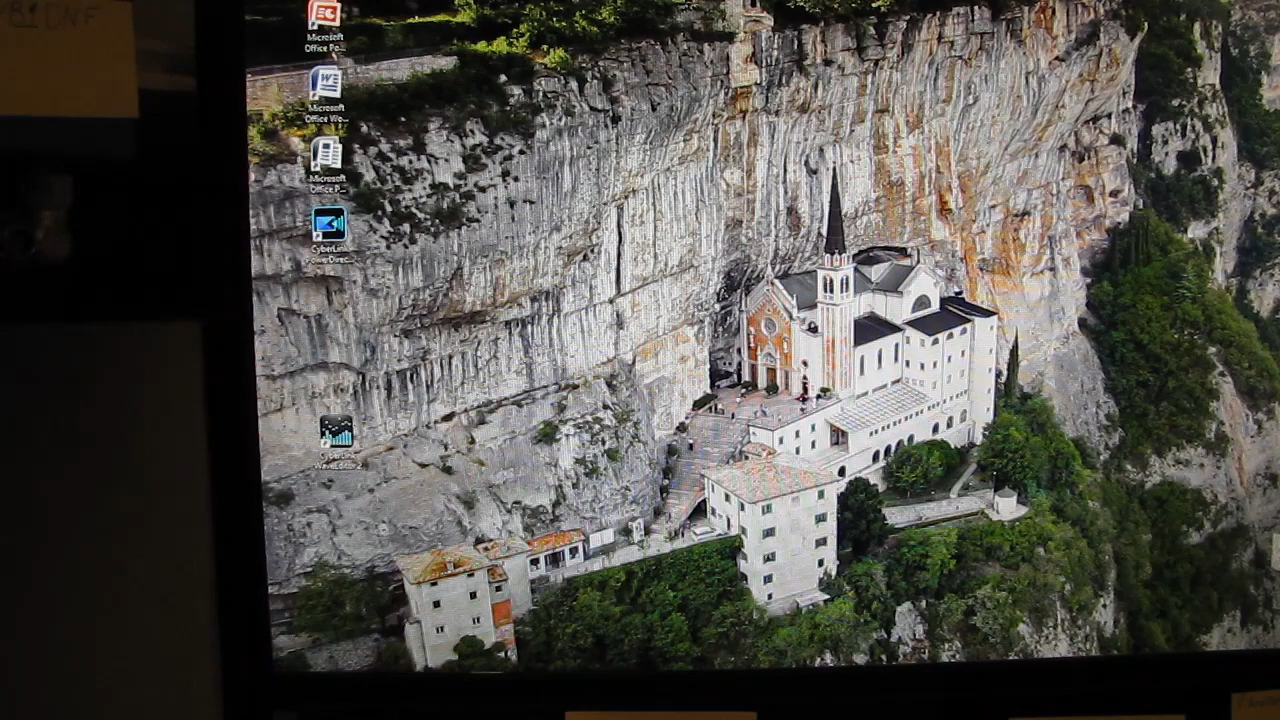 Microsoft
Office Po...
Microsoft
Office Wo...
Microsoft
Office P...
CyberLink
PowerDirec...
CyberLink
WaveEditor 2